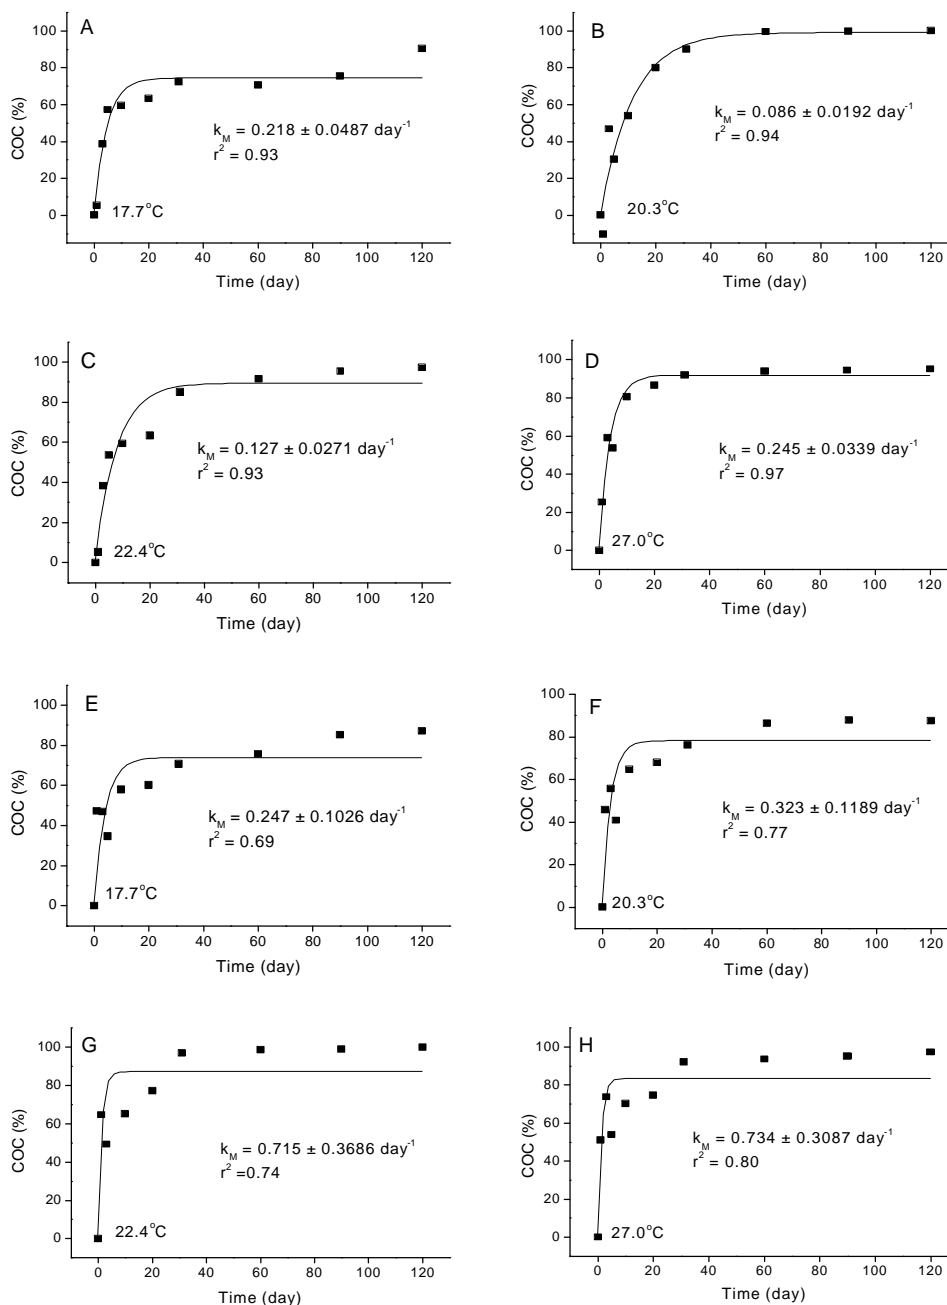 A
COC (%)
100
80
60
40
20
0
k_M = 0.218 ± 0.0487 day⁻¹
r² = 0.93
17.7°C
0 20 40 60 80 100 120
Time (day)
B
COC (%)
100
80
60
40
20
0
k_M = 0.086 ± 0.0192 day⁻¹
r² = 0.94
20.3°C
0 20 40 60 80 100 120
Time (day)
C
COC (%)
100
80
60
40
20
0
k_M = 0.127 ± 0.0271 day⁻¹
r² = 0.93
22.4°C
0 20 40 60 80 100 120
Time (day)
D
COC (%)
100
80
60
40
20
0
k_M = 0.245 ± 0.0339 day⁻¹
r² = 0.97
27.0°C
0 20 40 60 80 100 120
Time (day)
E
COC (%)
100
80
60
40
20
0
k_M = 0.247 ± 0.1026 day⁻¹
r² = 0.69
17.7°C
0 20 40 60 80 100 120
Time (day)
F
COC (%)
100
80
60
40
20
0
k_M = 0.323 ± 0.1189 day⁻¹
r² = 0.77
20.3°C
0 20 40 60 80 100 120
Time (day)
G
COC (%)
100
80
60
40
20
0
k_M = 0.715 ± 0.3686 day⁻¹
r² =0.74
22.4°C
0 20 40 60 80 100 120
Time (day)
H
COC (%)
100
80
60
40
20
0
k_M = 0.734 ± 0.3087 day⁻¹
r² = 0.80
27.0°C
0 20 40 60 80 100 120
Time (day)